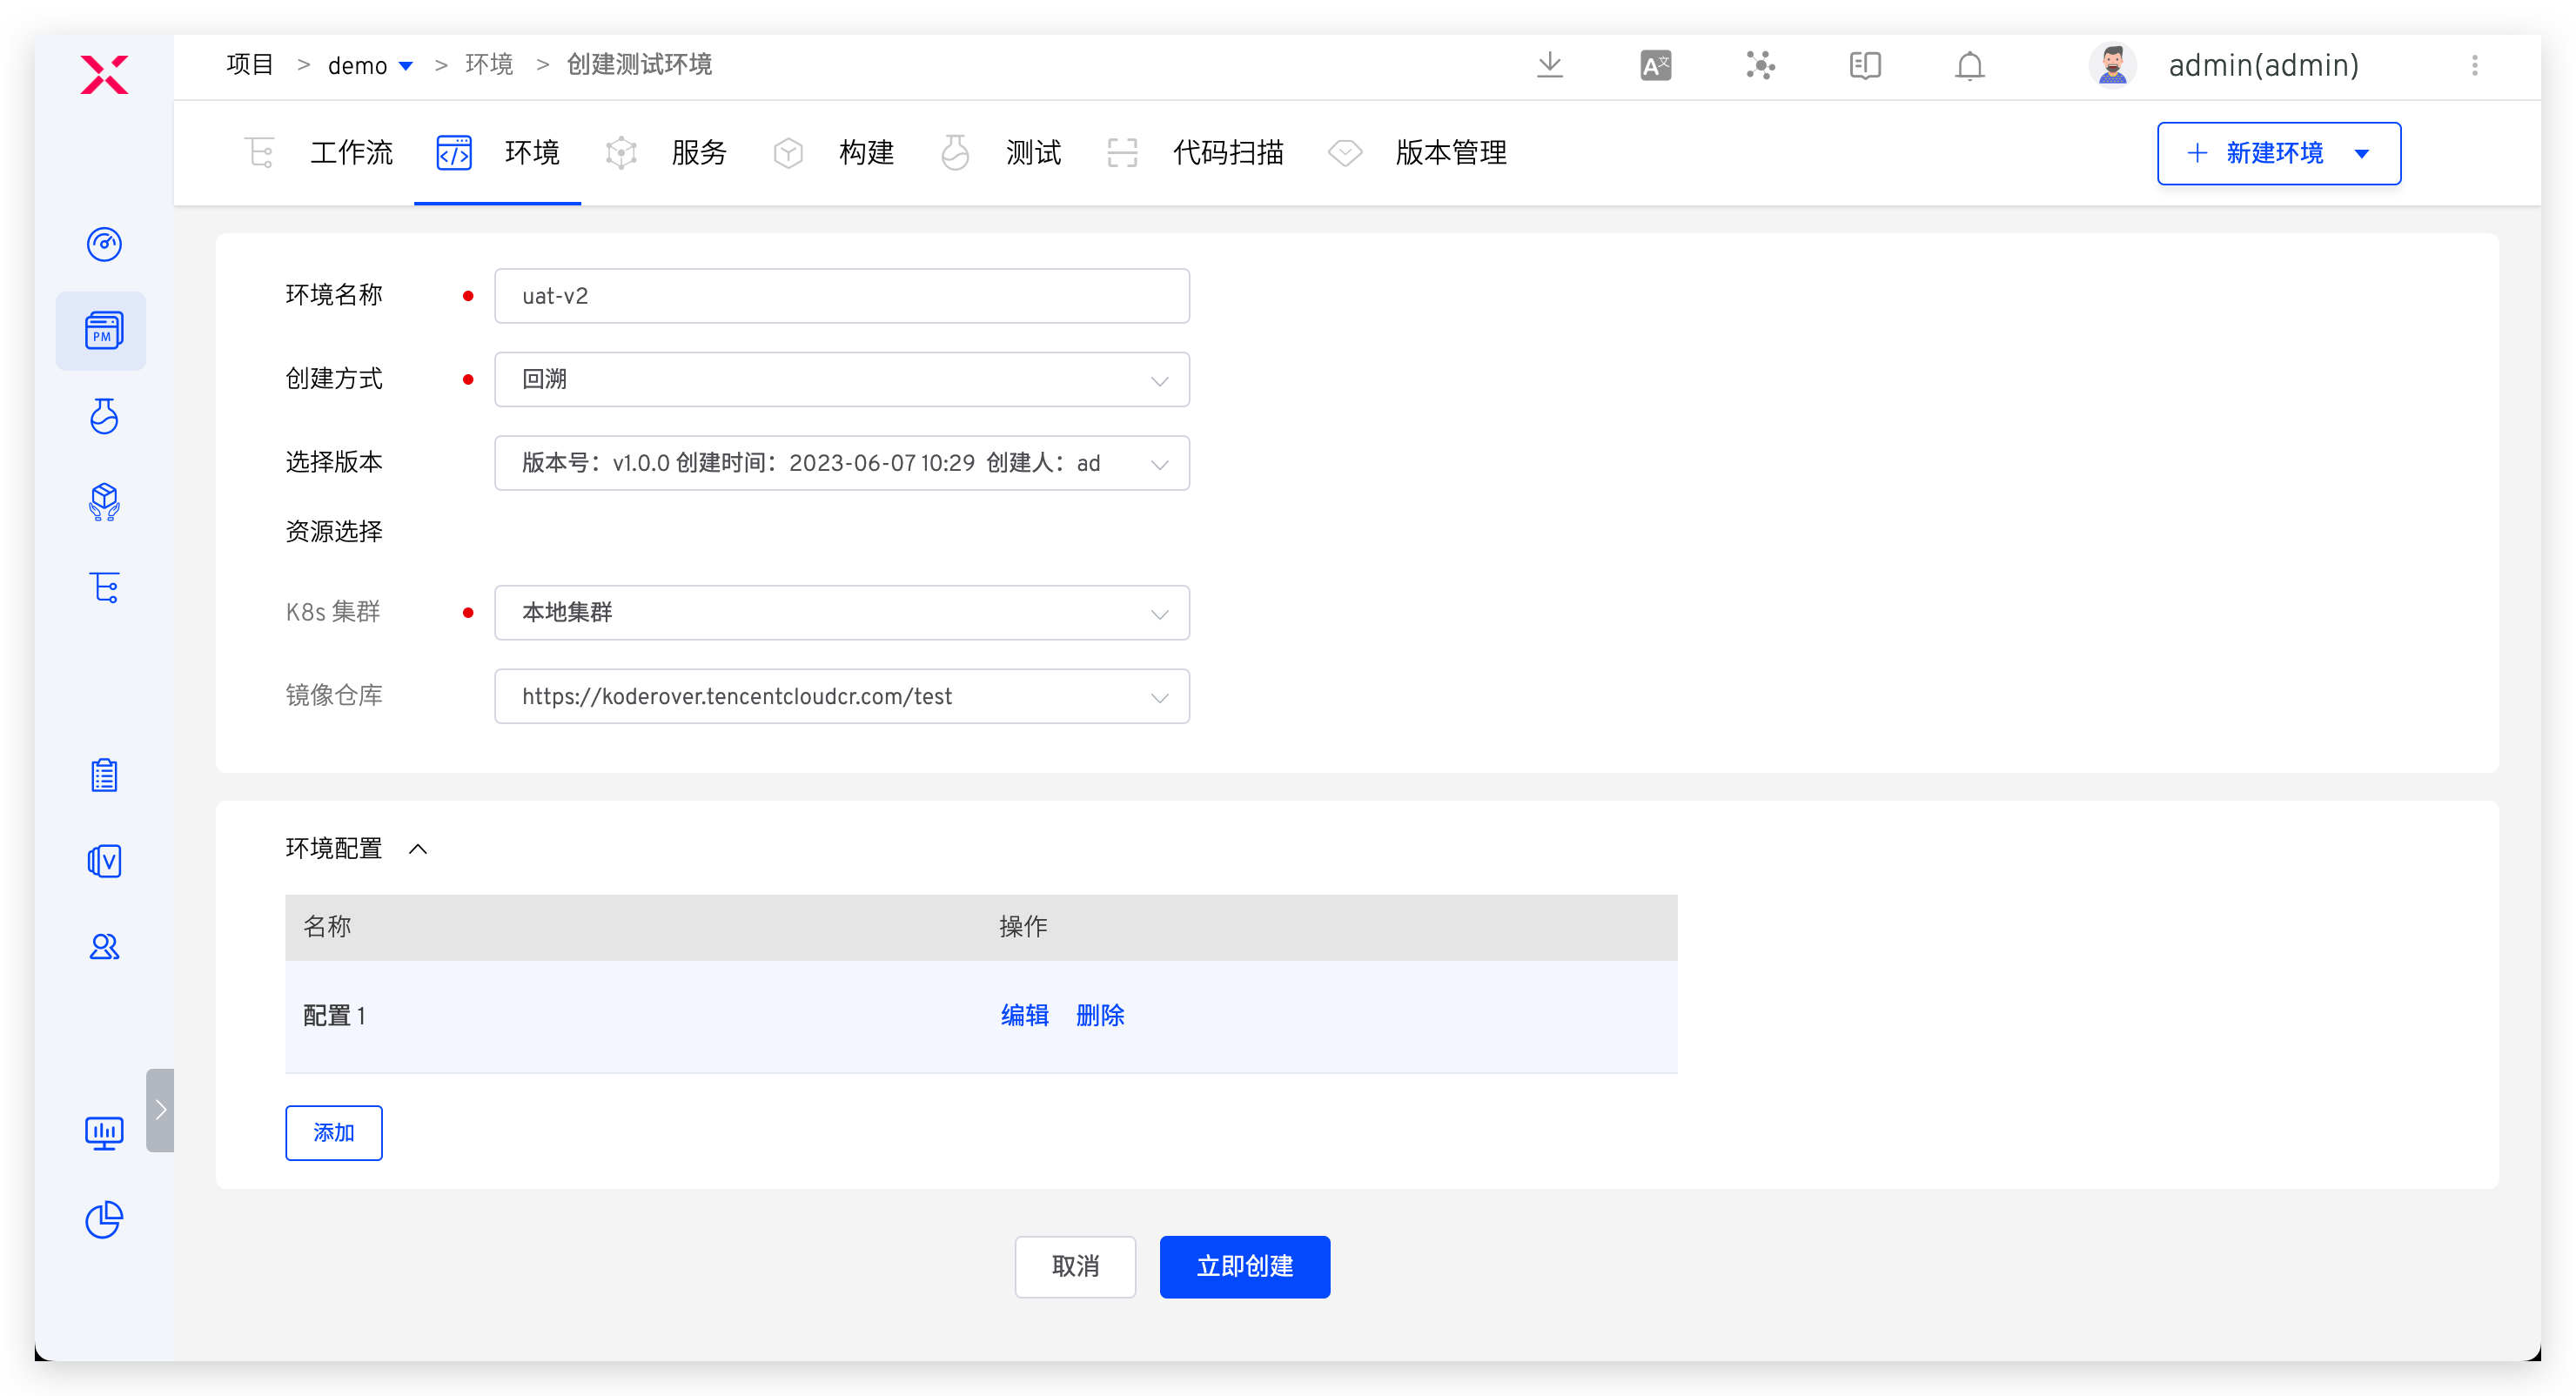 项目 > demo > 环境 > 创建测试环境
admin(admin)
工作流 环境 服务 构建 测试 代码扫描 版本管理
+ 新建环境
PM
环境名称 uat-v2
创建方式 回溯
选择版本 版本号：v1.0.0 创建时间：2023-06-07 10:29 创建人：ad
资源选择
K8s 集群 本地集群
镜像仓库 https://koderover.tencentcloudcr.com/test
环境配置
名称 操作
配置 1 编辑 删除
添加
取消 立即创建